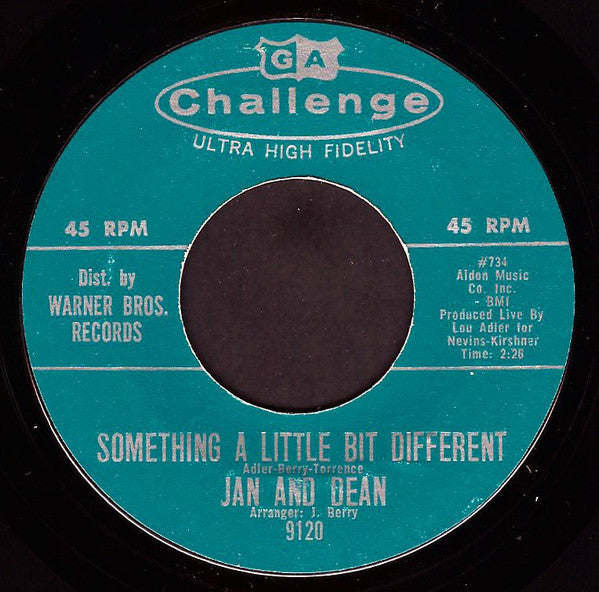 GA
Challenge
ULTRA HIGH FIDELITY
45 RPM
45 RPM
Dist. by
WARNER BROS.
RECORDS
#734
Aldon Music
Co. Inc.
- BMI
Produced Live By
Lou Adler for
Nevins-Kirshner
Time: 2:26
SOMETHING A LITTLE BIT DIFFERENT
Adler-Berry-Torrence
JAN AND DEAN
Arranger: J. Berry
9120